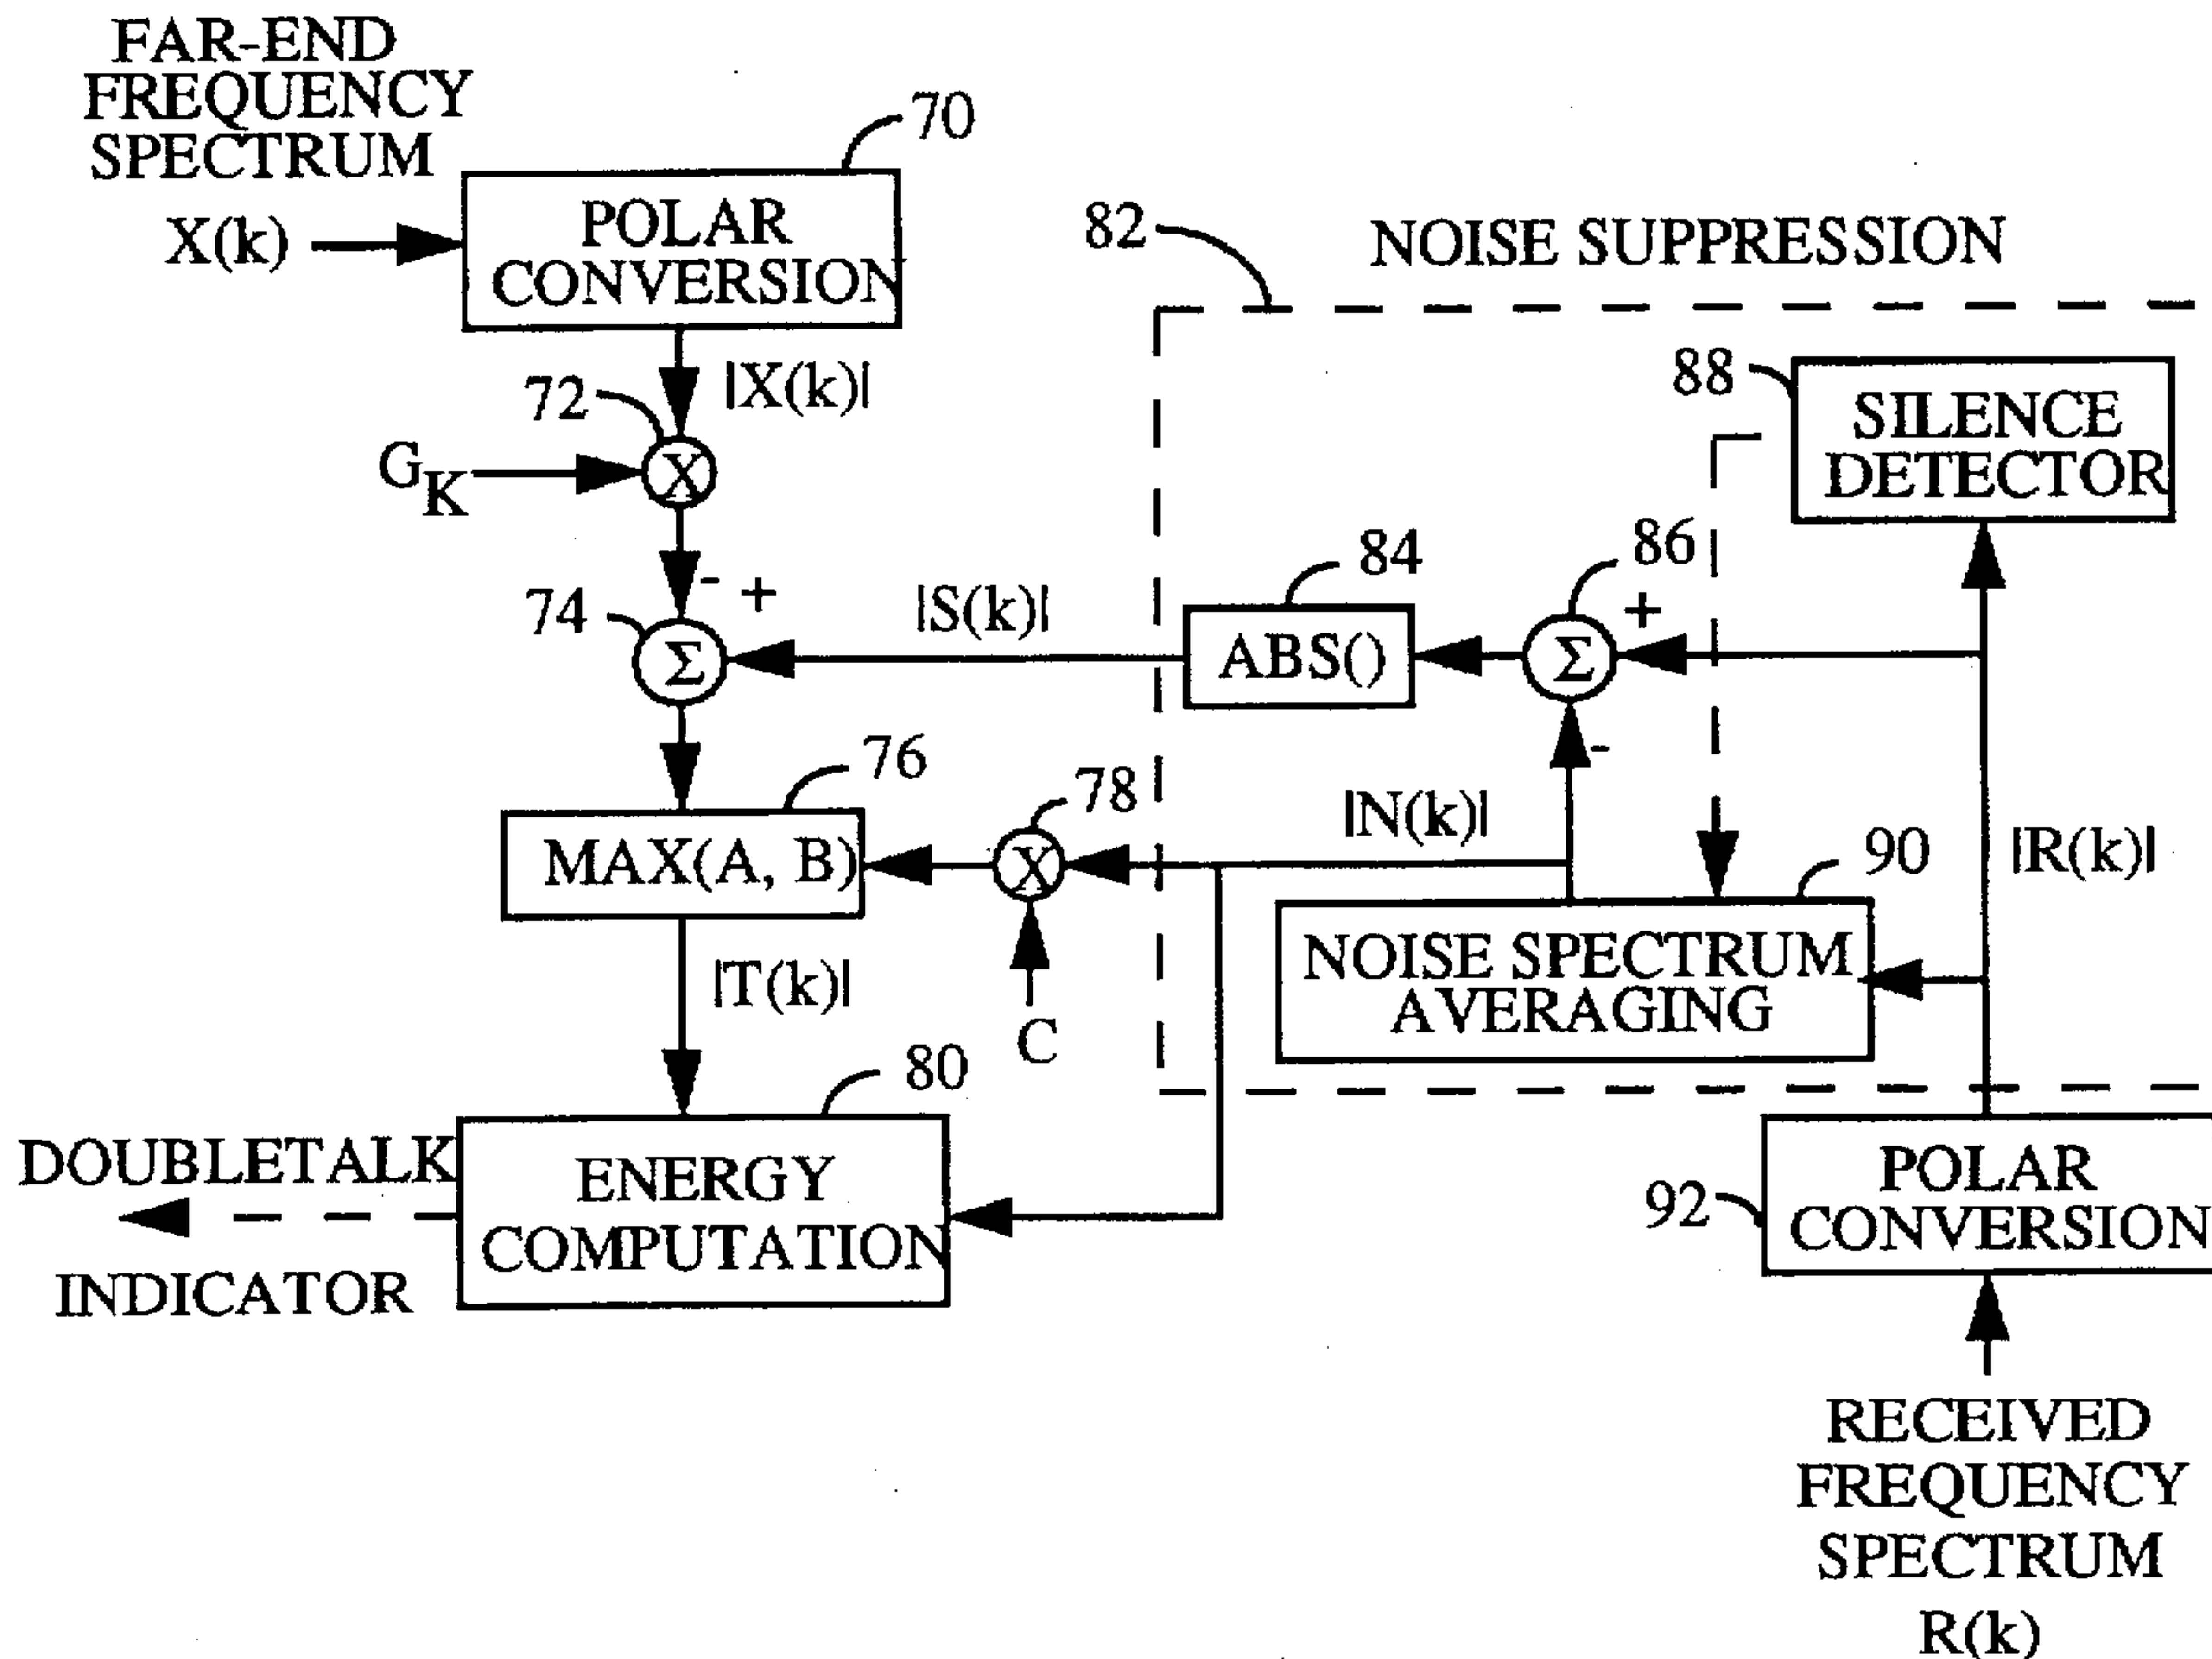 FAR-END
FREQUENCY
SPECTRUM
X(k)
70
POLAR
CONVERSION
|X(k)|
72
G_K
X
82
NOISE SUPPRESSION
88
SILENCE
DETECTOR
- +
74
Σ
|S(k)|
84
ABS()
86
+
Σ
-
76
MAX(A, B)
78
X
C
|N(k)|
90
NOISE SPECTRUM
AVERAGING
|R(k)|
|T(k)|
80
ENERGY
COMPUTATION
DOUBLETALK
INDICATOR
92
POLAR
CONVERSION
RECEIVED
FREQUENCY
SPECTRUM
R(k)